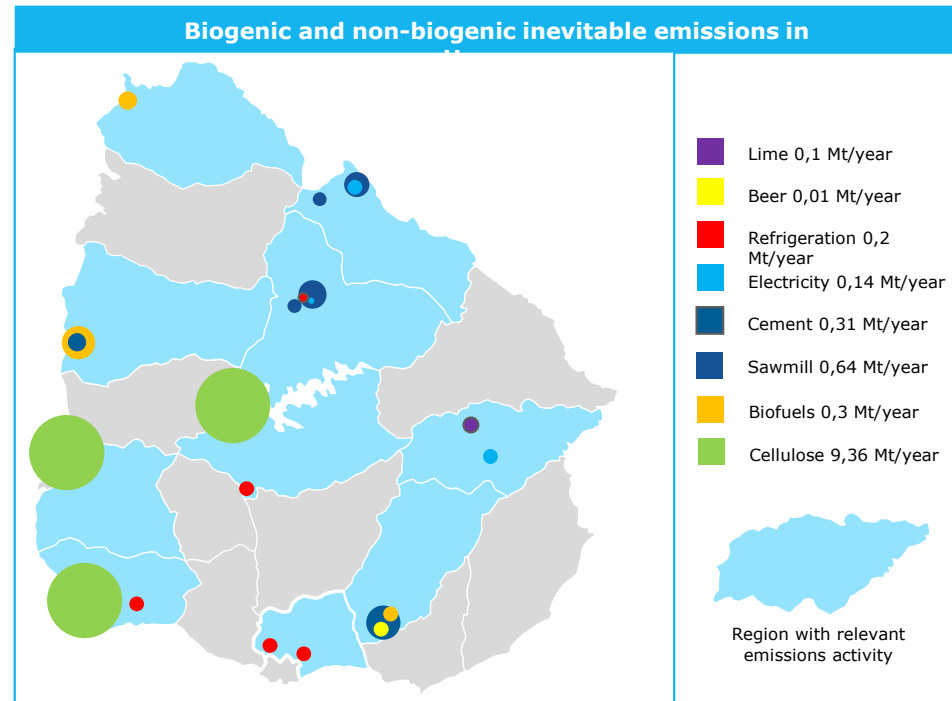 Biogenic and non-biogenic inevitable emissions in
Lime 0,1 Mt/year
Beer 0,01 Mt/year
Refrigeration 0,2
Mt/year
Electricity 0,14 Mt/year
Cement 0,31 Mt/year
Sawmill 0,64 Mt/year
Biofuels 0,3 Mt/year
Cellulose 9,36 Mt/year
Region with relevant
emissions activity